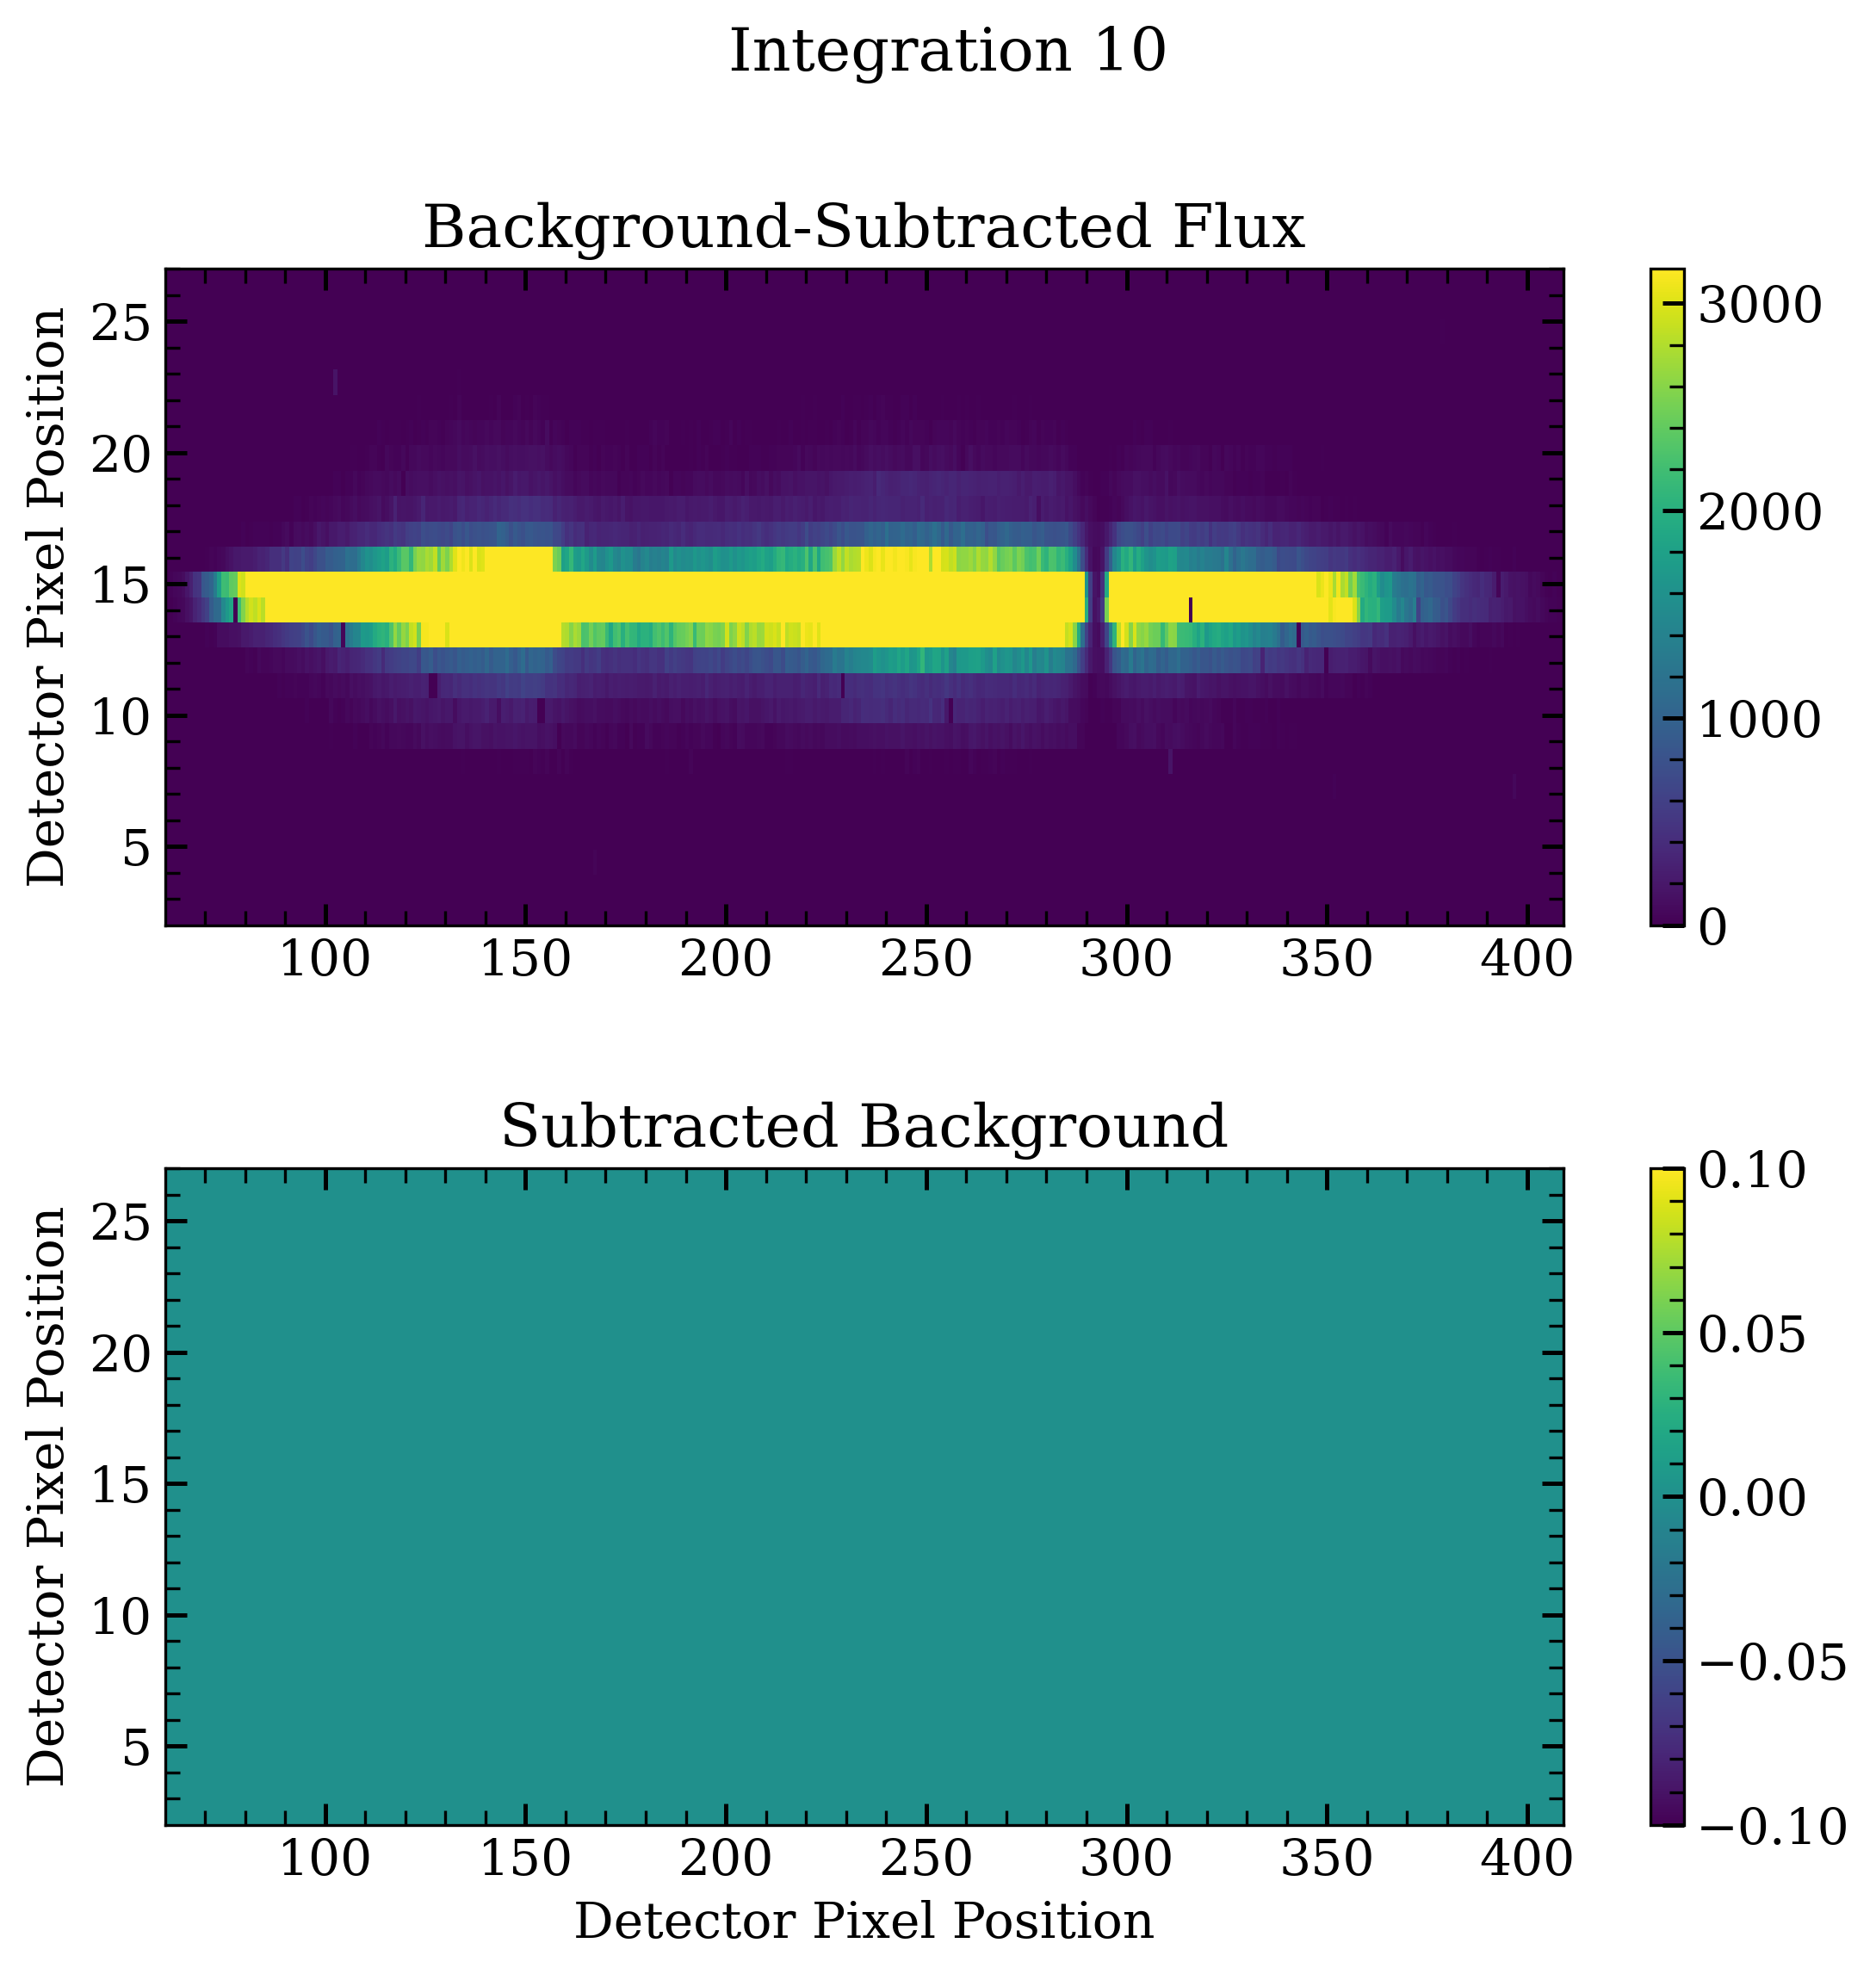 Integration 10
Background-Subtracted Flux
Detector Pixel Position
25
20
15
10
5
100 150 200 250 300 350 400
3000
2000
1000
0
Subtracted Background
Detector Pixel Position
25
20
15
10
5
100 150 200 250 300 350 400
Detector Pixel Position
0.10
0.05
0.00
−0.05
−0.10